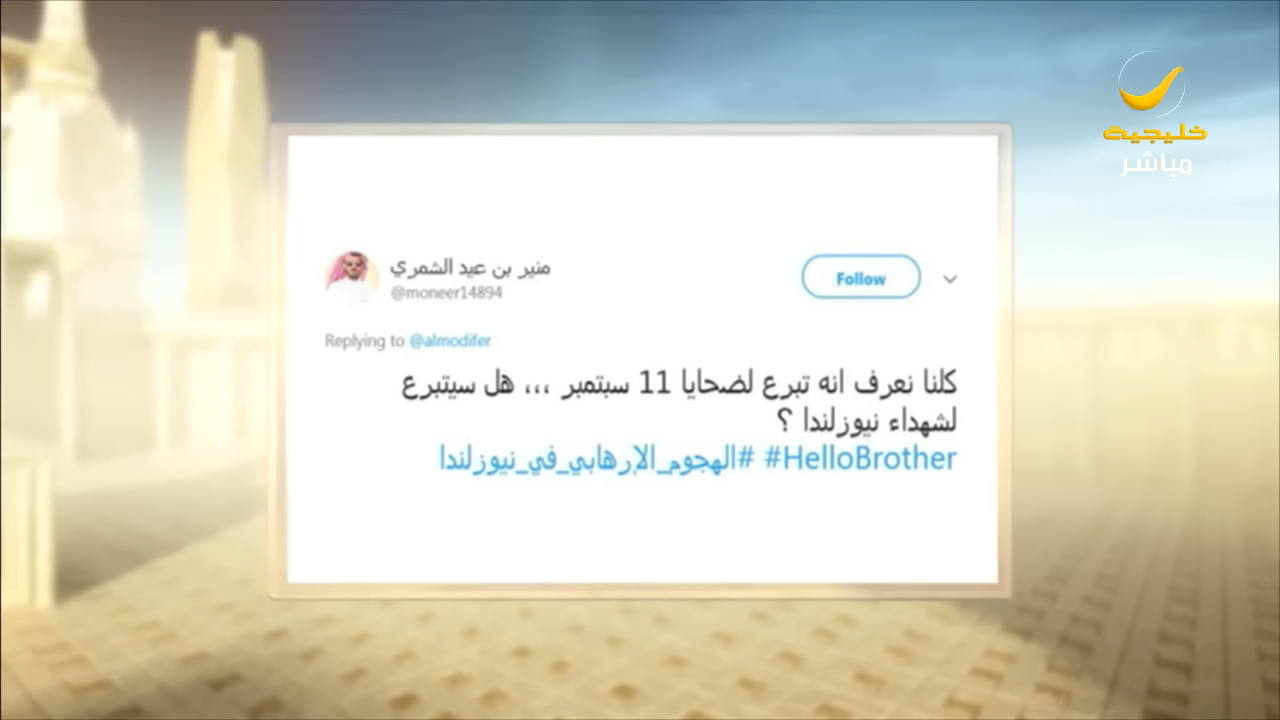 خليجية
مباشر
منير بن عيد الشمري
@moneer14894
Follow
Replying to @almodifer
كلنا نعرف انه تبرع لضحايا 11 سبتمبر ،،، هل سيتبرع
لشهداء نيوزلندا ؟
#HelloBrother #الهجوم_الإرهابي_في_نيوزلندا